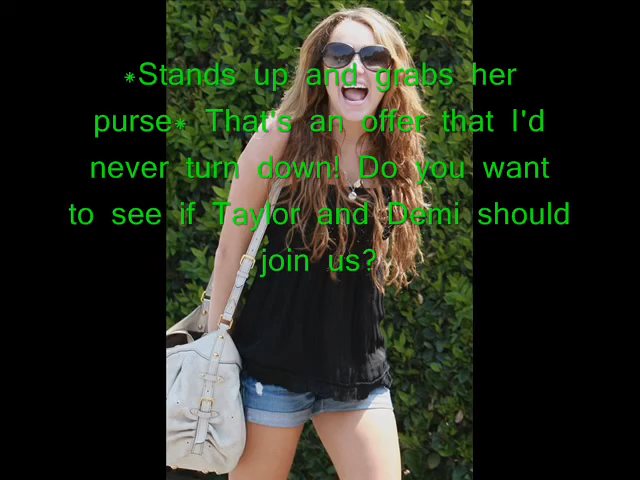 *Stands up and grabs her
purse* That's an offer that I'd
never turn down! Do you want
to see if Taylor and Demi should
join us?